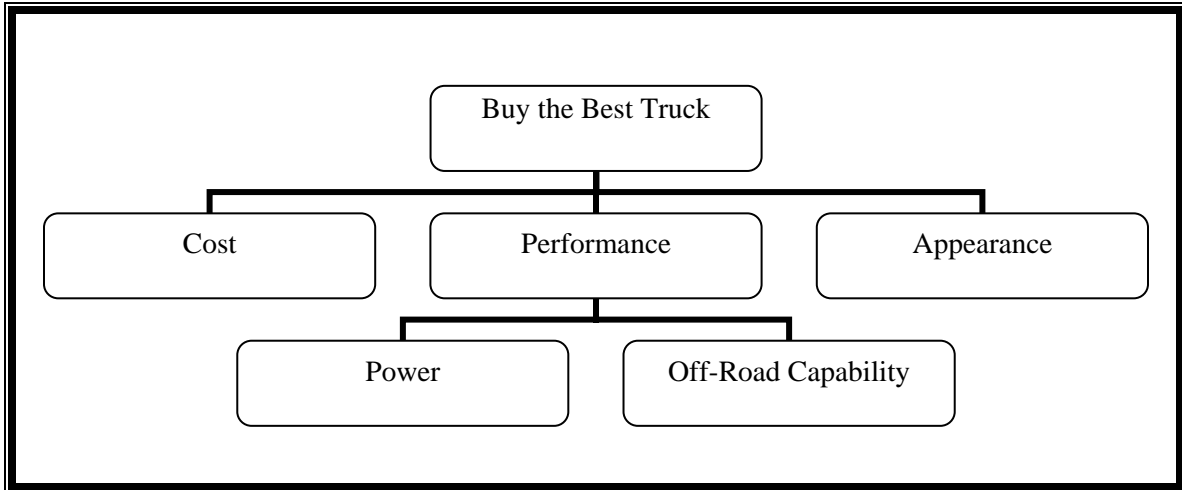 Buy the Best Truck
Cost
Performance
Appearance
Power
Off-Road Capability